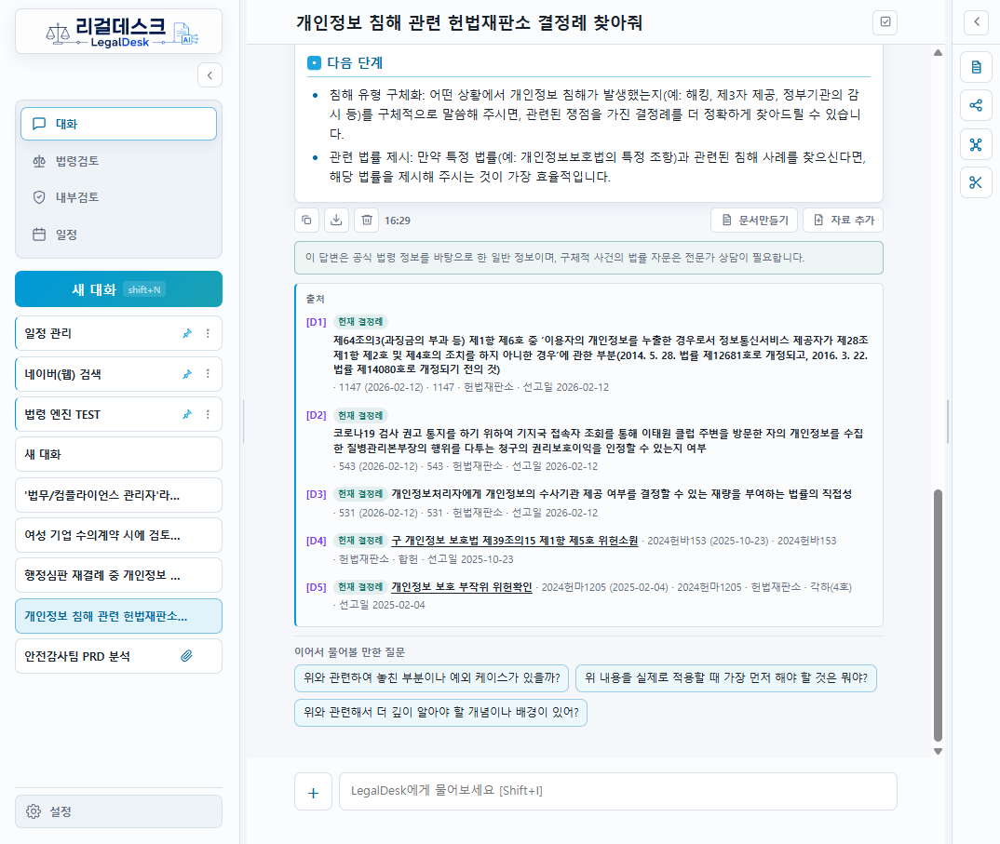 리걸데스크
LegalDesk
AI
대화
법령검토
내부검토
일정
새 대화 shift+N
일정 관리
네이버(웹) 검색
법령 엔진 TEST
새 대화
'법무/컴플라이언스 관리자'라...
여성 기업 수의계약 시에 검토...
행정심판 재결례 중 개인정보 ...
개인정보 침해 관련 헌법재판소...
안전감사팀 PRD 분석
설정
개인정보 침해 관련 헌법재판소 결정례 찾아줘
다음 단계
• 침해 유형 구체화: 어떤 상황에서 개인정보 침해가 발생했는지(예: 해킹, 제3자 제공, 정부기관의 감
시 등)를 구체적으로 말씀해 주시면, 관련된 쟁점을 가진 결정례를 더 정확하게 찾아드릴 수 있습니
다.
• 관련 법률 제시: 만약 특정 법률(예: 개인정보보호법의 특정 조항)과 관련된 침해 사례를 찾으신다면,
해당 법률을 제시해 주시는 것이 가장 효율적입니다.
16:29
문서만들기
자료 추가
이 답변은 공식 법령 정보를 바탕으로 한 일반 정보이며, 구체적 사건의 법률 자문은 전문가 상담이 필요합니다.
출처
[D1] 헌재 결정례
제64조의3(과징금의 부과 등) 제1항 제6호 중 ‘이용자의 개인정보를 누출한 경우로서 정보통신서비스 제공자가 제28조
제1항 제2호 및 제4호의 조치를 하지 아니한 경우’에 관한 부분(2014. 5. 28. 법률 제12681호로 개정되고, 2016. 3. 22.
법률 제14080호로 개정되기 전의 것)
· 1147 (2026-02-12) · 1147 · 헌법재판소 · 선고일 2026-02-12
[D2] 헌재 결정례
코로나19 검사 권고 통지를 하기 위하여 기지국 접속자 조회를 통해 이태원 클럽 주변을 방문한 자의 개인정보를 수집
한 질병관리본부장의 행위를 다투는 청구의 권리보호이익을 인정할 수 있는지 여부
· 543 (2026-02-12) · 543 · 헌법재판소 · 선고일 2026-02-12
[D3] 헌재 결정례 개인정보처리자에게 개인정보의 수사기관 제공 여부를 결정할 수 있는 재량을 부여하는 법률의 직접성
· 531 (2026-02-12) · 531 · 헌법재판소 · 선고일 2026-02-12
[D4] 헌재 결정례 구 개인정보 보호법 제39조의15 제1항 제5호 위헌소원 · 2024헌바153 (2025-10-23) · 2024헌바153
· 헌법재판소 · 합헌 · 선고일 2025-10-23
[D5] 헌재 결정례 개인정보 보호 부작위 위헌확인 · 2024헌마1205 (2025-02-04) · 2024헌마1205 · 헌법재판소 · 각하(4호)
· 선고일 2025-02-04
이어서 물어볼 만한 질문
위와 관련하여 놓친 부분이나 예외 케이스가 있을까?
위 내용을 실제로 적용할 때 가장 먼저 해야 할 것은 뭐야?
위와 관련해서 더 깊이 알아야 할 개념이나 배경이 있어?
LegalDesk에게 물어보세요 [Shift+I]